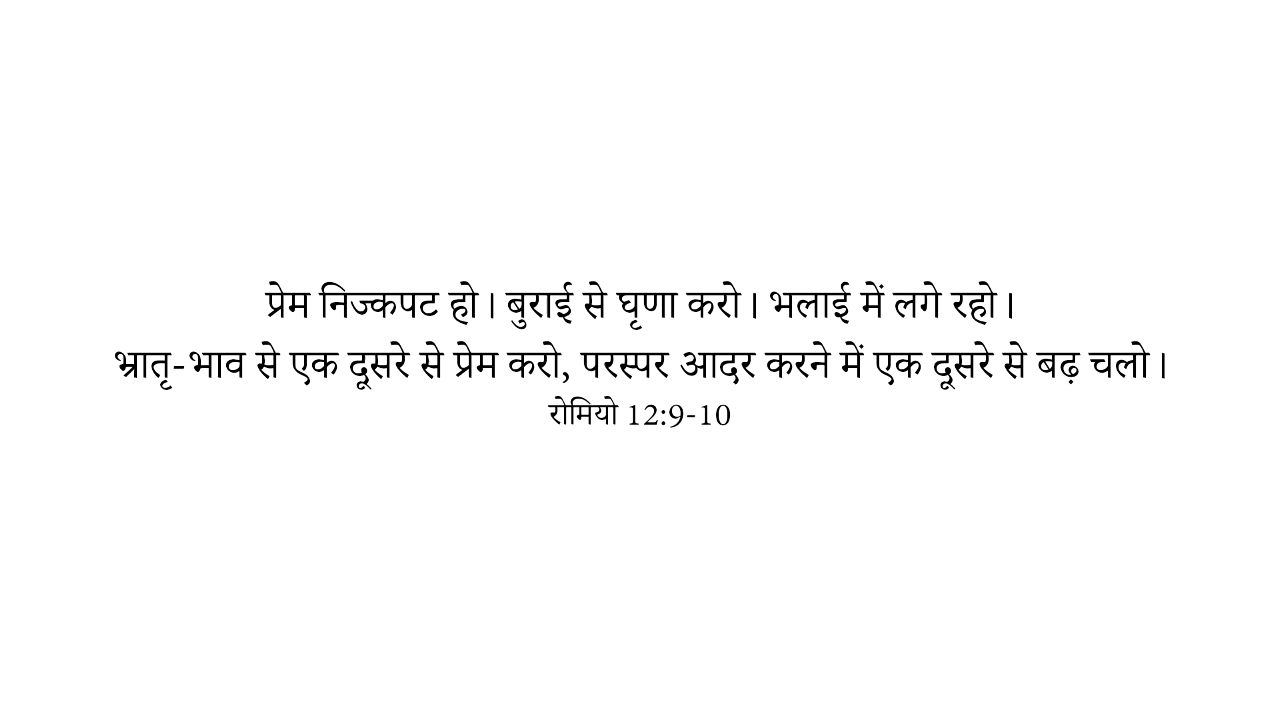 प्रेम निज्कपट हो। बुराई से घृणा करो। भलाई में लगे रहो।
भ्रातृ-भाव से एक दूसरे से प्रेम करो, परस्पर आदर करने में एक दूसरे से बढ़ चलो।
रोमियो 12:9-10